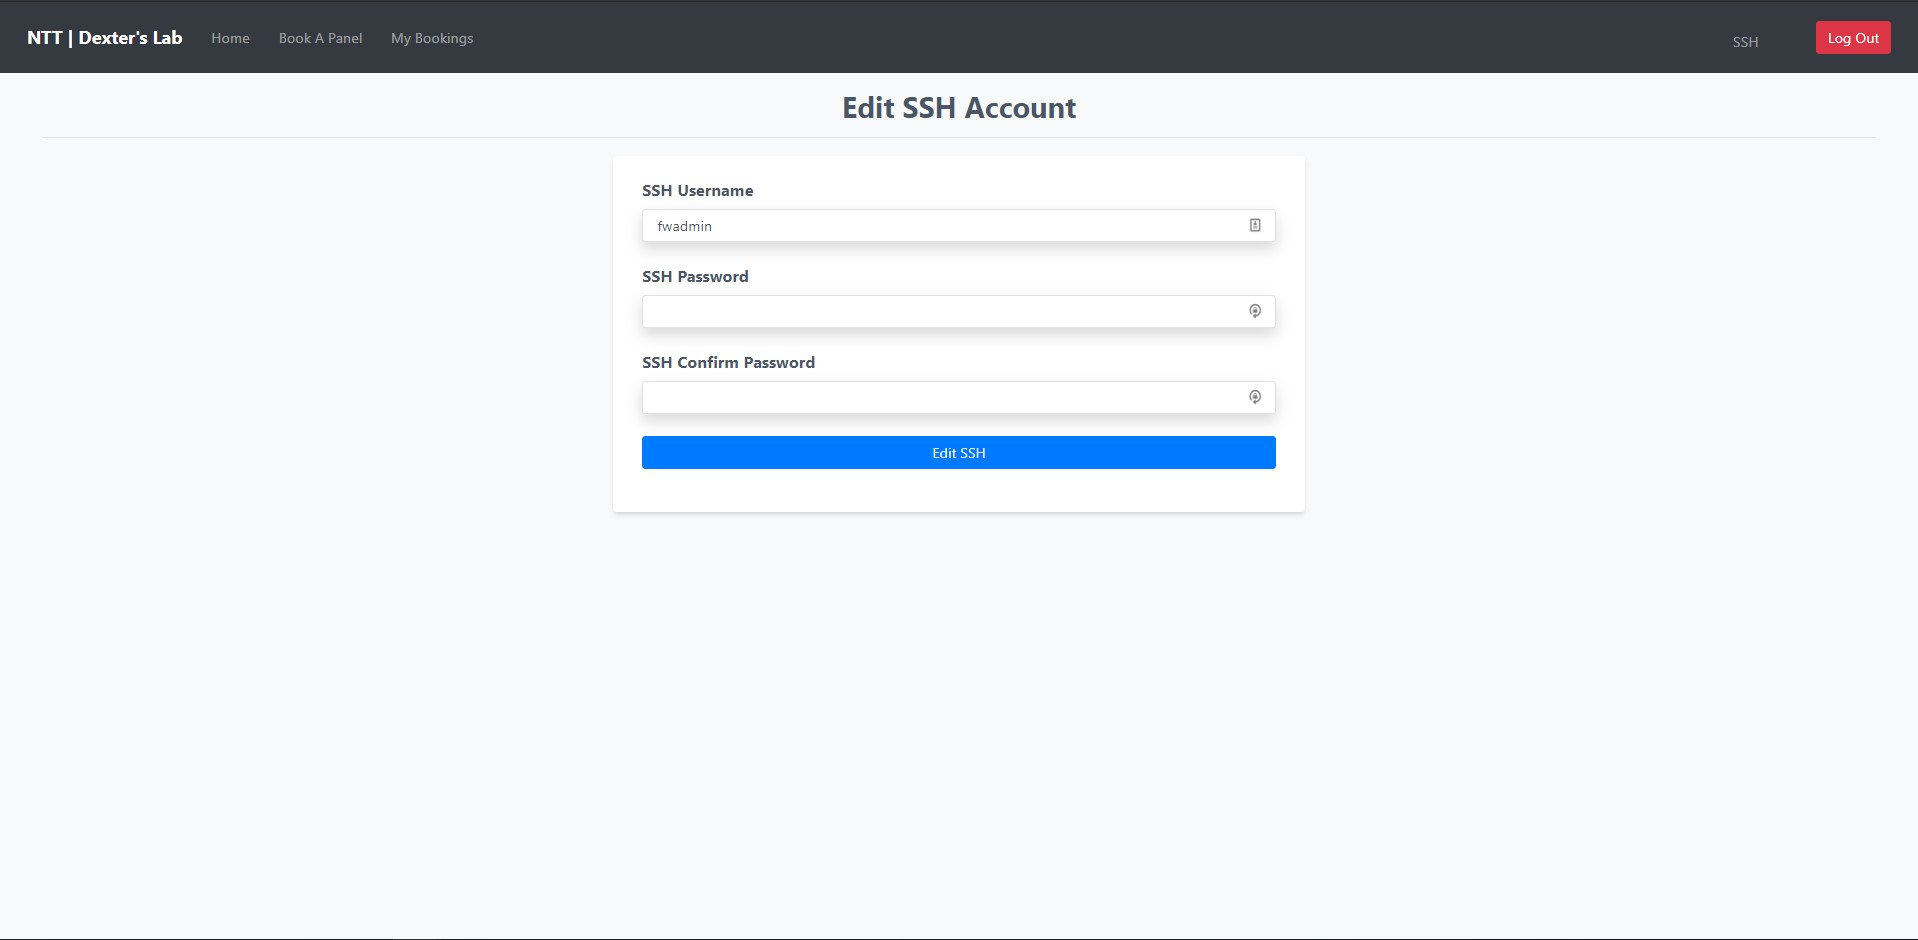 NTT | Dexter's Lab Home Book A Panel My Bookings SSH Log Out
Edit SSH Account
SSH Username
fwadmin
SSH Password
SSH Confirm Password
Edit SSH